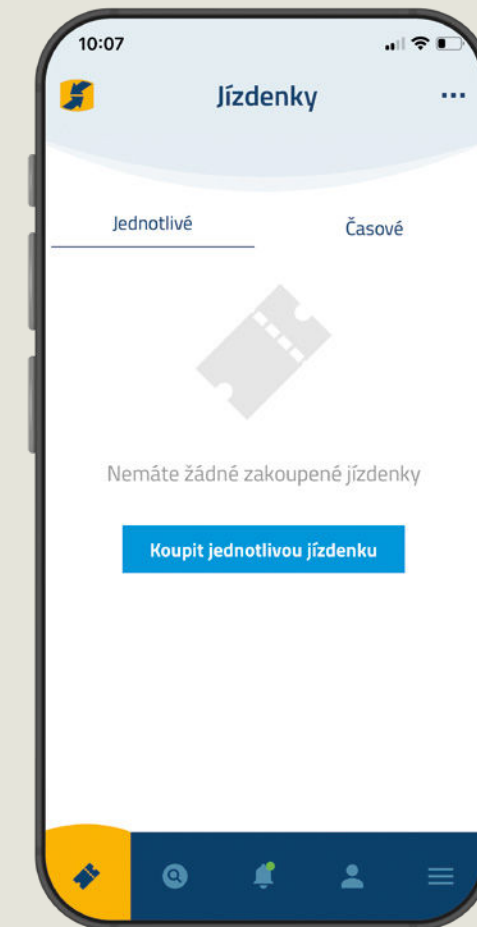 10:07
Jízdenky
Jednotlivé
Časové
Nemáte žádné zakoupené jízdenky
Koupit jednotlivou jízdenku